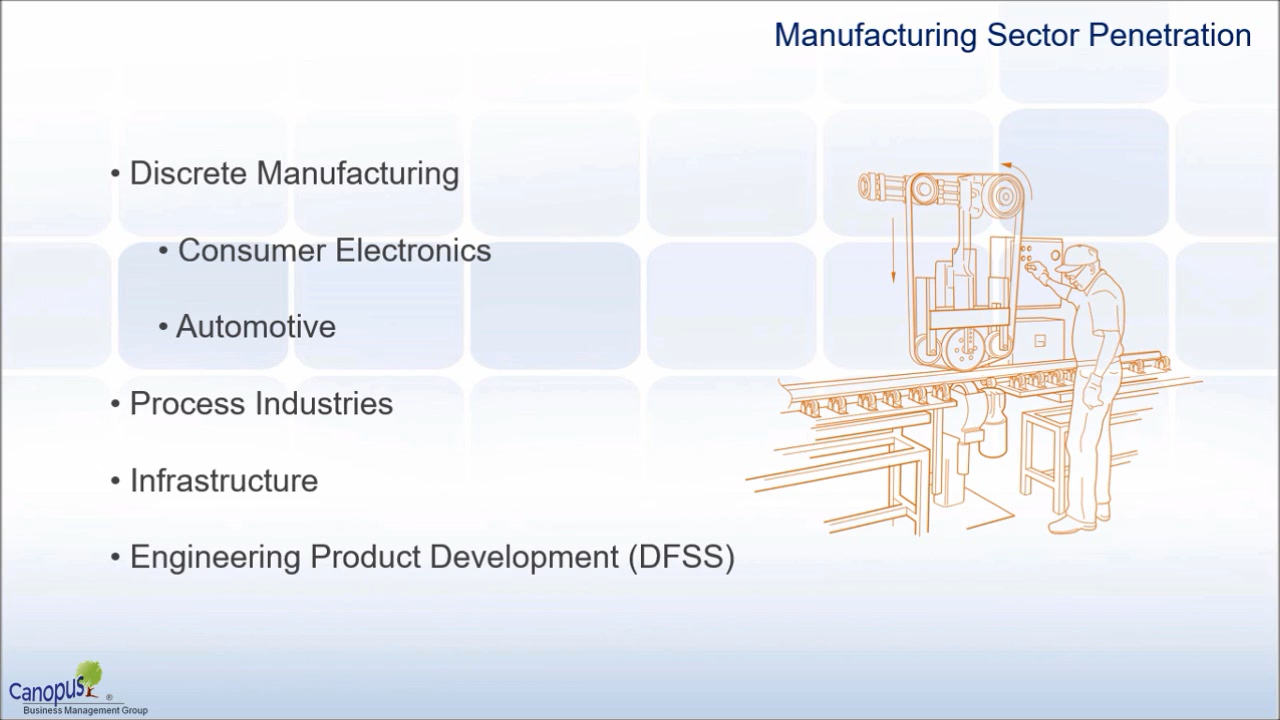 Manufacturing Sector Penetration
• Discrete Manufacturing
• Consumer Electronics
• Automotive
• Process Industries
• Infrastructure
• Engineering Product Development (DFSS)
Canopus ®
Business Management Group